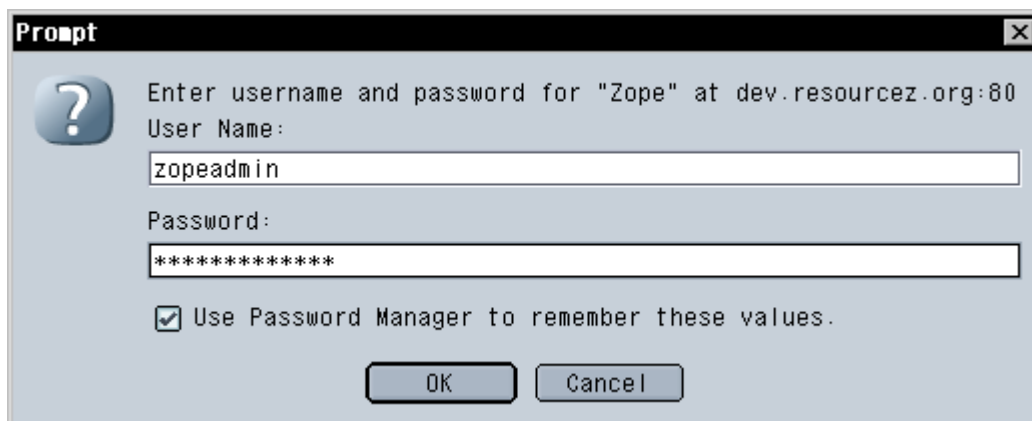 Prompt
Enter username and password for "Zope" at dev.resourcez.org:80
User Name:
zopeadmin
Password:
*************
Use Password Manager to remember these values.
OK
Cancel